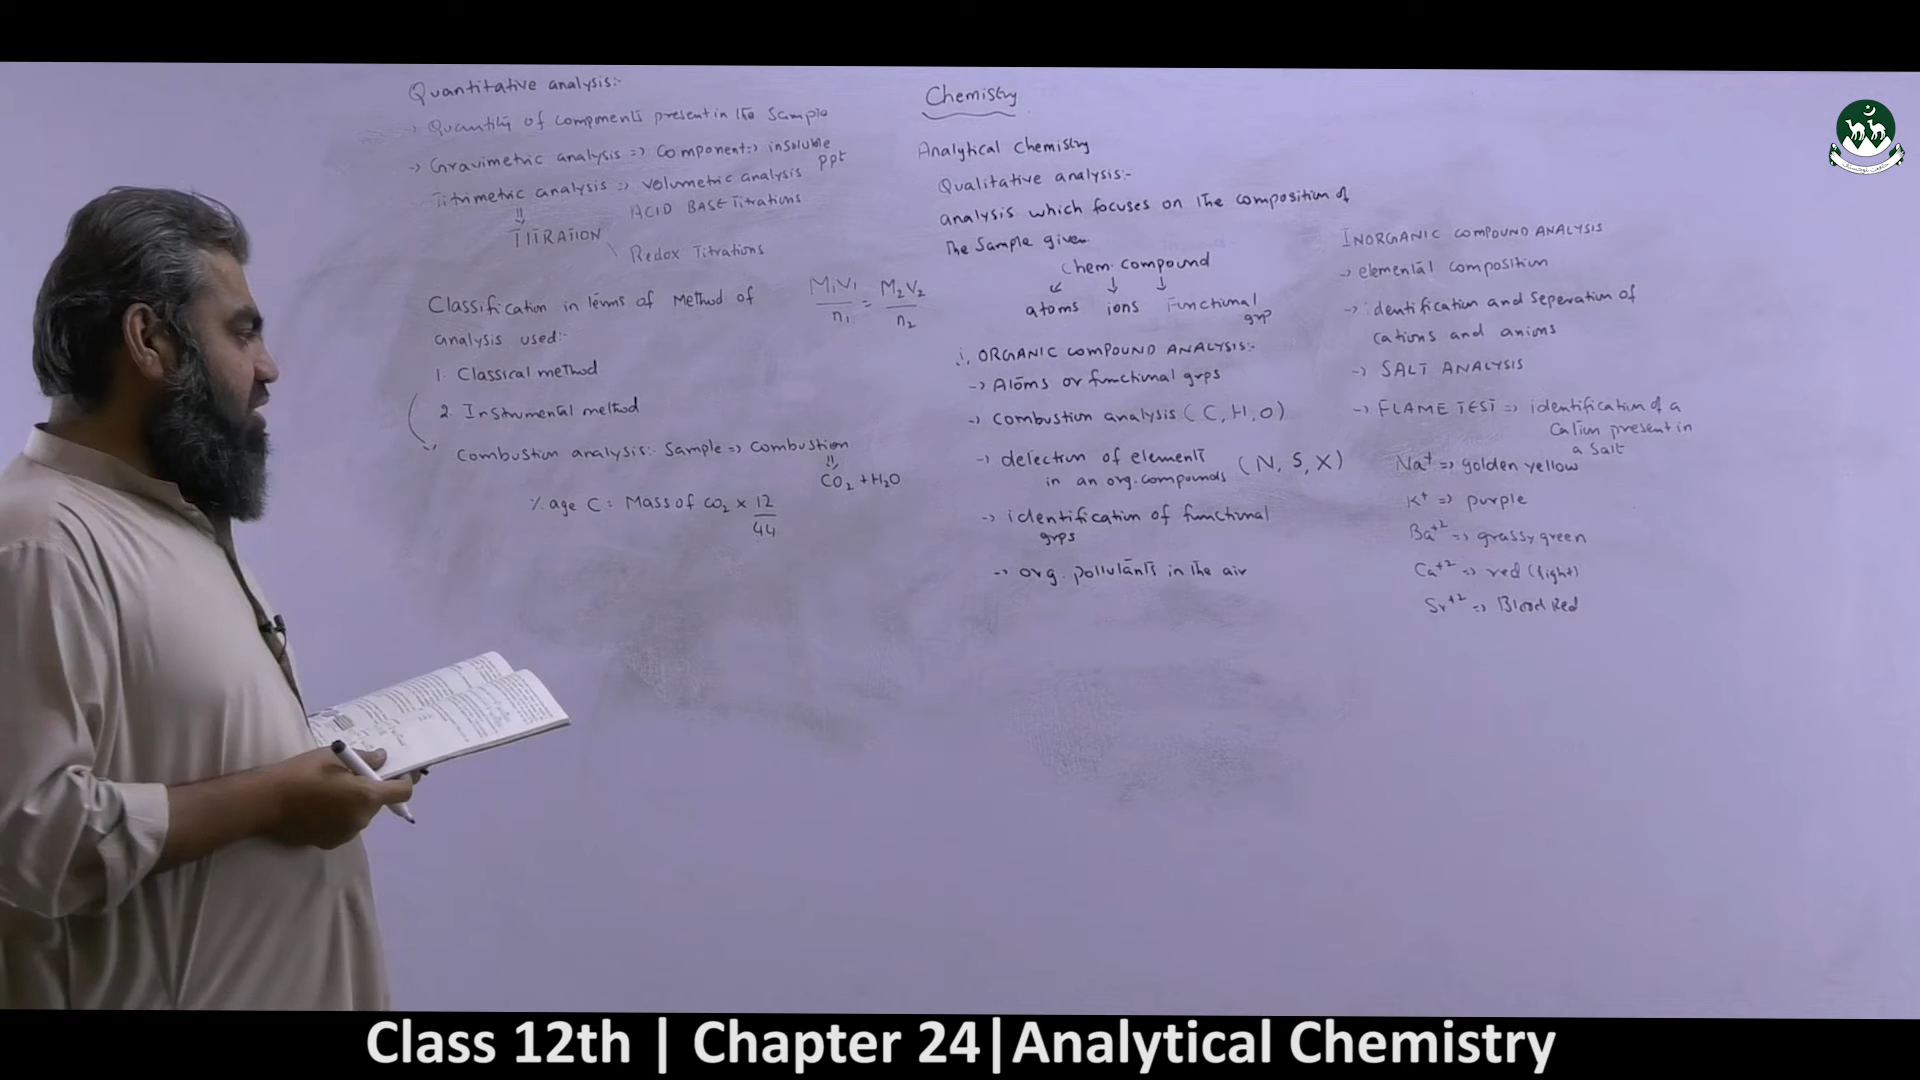 Quantitative analysis:-
-> Quantity of components present in the Sample
-> Gravimetric analysis => Component => insoluble ppt
Titrimetric analysis => Volumetric analysis
TITRATION
ACID BASE Titrations
Redox Titrations
Classification in terms of Method of
analysis used:-
M1V1/n1 = M2V2/n2
1. Classical method
2. Instrumental method
Combustion analysis:- Sample => Combustion
CO2 + H2O
%age C = Mass of CO2 x 12/44
Chemistry
Analytical Chemistry
Qualitative analysis:-
analysis which focuses on the composition of
the Sample given.
Chem. compound
atoms ions Functional grp
ORGANIC COMPOUND ANALYSIS:-
-> Atoms or functional grps
-> Combustion analysis (C, H, O)
-> detection of elements (N, S, X)
in an org. compounds
-> identification of functional
grps
-> org. pollutants in the air
INORGANIC COMPOUND ANALYSIS
-> elemental composition
-> identification and seperation of
cations and anions
-> SALT ANALYSIS
-> FLAME TEST => identification of a
Cation present in
a Salt
Na+ => golden yellow
K+ => purple
Ba+2 => grassy green
Ca+2 => red (light)
Sr+2 => Blood Red
Class 12th | Chapter 24|Analytical Chemistry